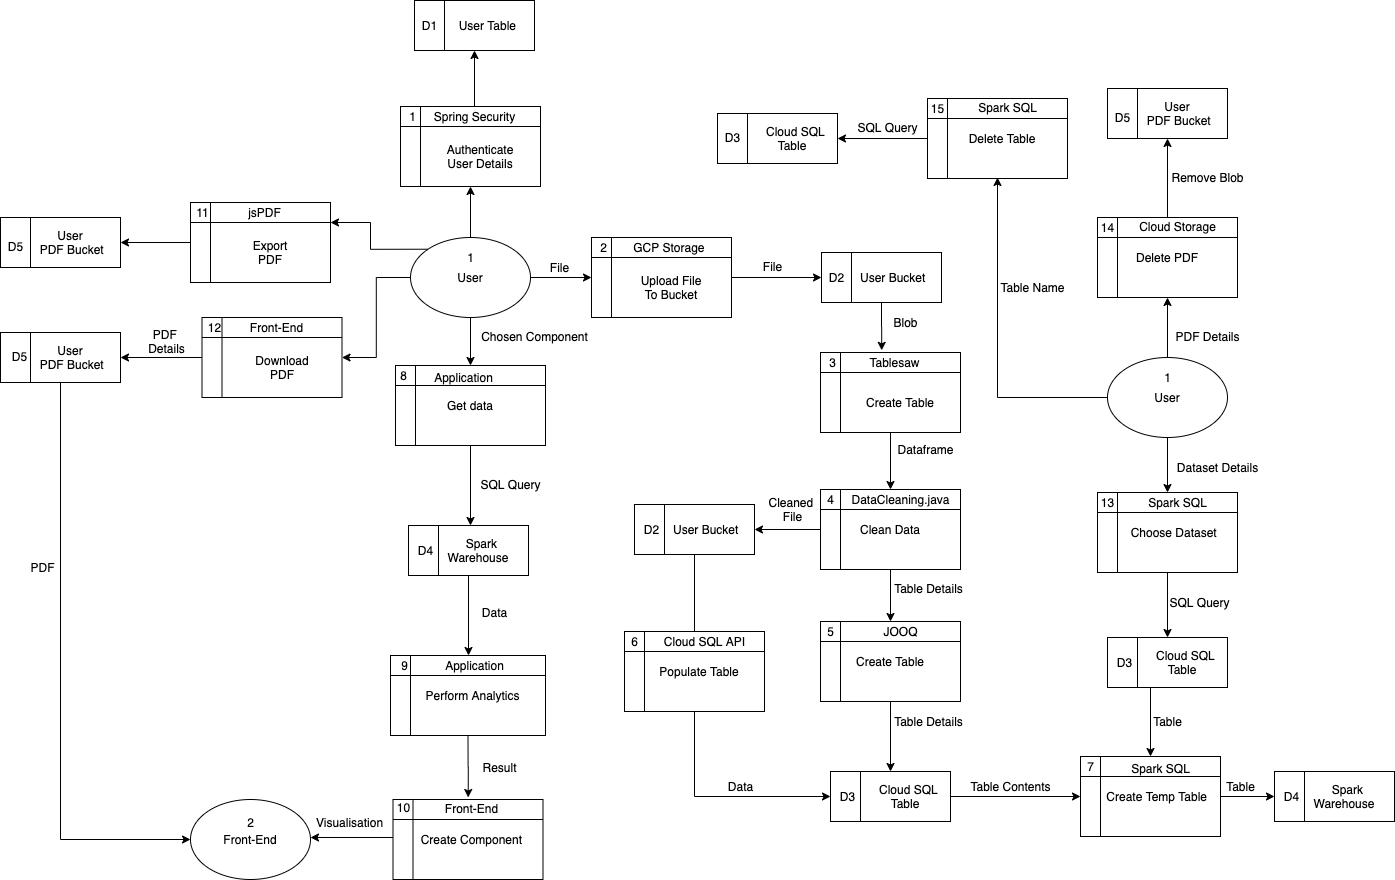 D1
User Table
1
Spring Security
Authenticate
User Details
15
Spark SQL
Delete Table
SQL Query
D3
Cloud SQL
Table
D5
User
PDF Bucket
Remove Blob
14
Cloud Storage
Delete PDF
11
jsPDF
Export
PDF
D5
User
PDF Bucket
1
User
File
2
GCP Storage
Upload File
To Bucket
File
D2
User Bucket
Blob
Table Name
PDF Details
12
Front-End
Download
PDF
PDF
Details
D5
User
PDF Bucket
Chosen Component
8
Application
Get data
3
Tablesaw
Create Table
1
User
Dataframe
Dataset Details
SQL Query
4
DataCleaning.java
Clean Data
Cleaned
File
D2
User Bucket
13
Spark SQL
Choose Dataset
D4
Spark
Warehouse
PDF
Data
Table Details
SQL Query
6
Cloud SQL API
Populate Table
5
JOOQ
Create Table
D3
Cloud SQL
Table
9
Application
Perform Analytics
Table Details
Table
Result
7
Spark SQL
Create Temp Table
Data
D3
Cloud SQL
Table
Table Contents
Table
D4
Spark
Warehouse
10
Front-End
Create Component
Visualisation
2
Front-End